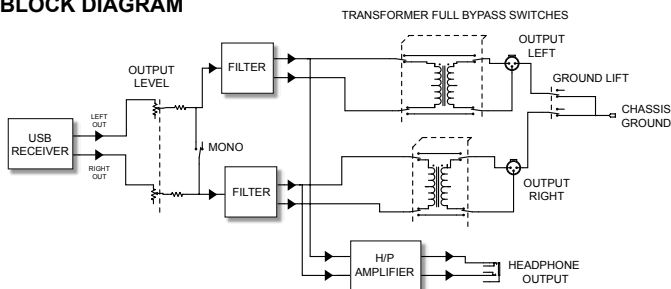 BLOCK DIAGRAM
TRANSFORMER FULL BYPASS SWITCHES
OUTPUT
LEFT
OUTPUT
LEVEL
FILTER
GROUND LIFT
CHASSIS
GROUND
LEFT
OUT
USB
RECEIVER
MONO
RIGHT
OUT
FILTER
OUTPUT
RIGHT
H/P
AMPLIFIER
HEADPHONE
OUTPUT